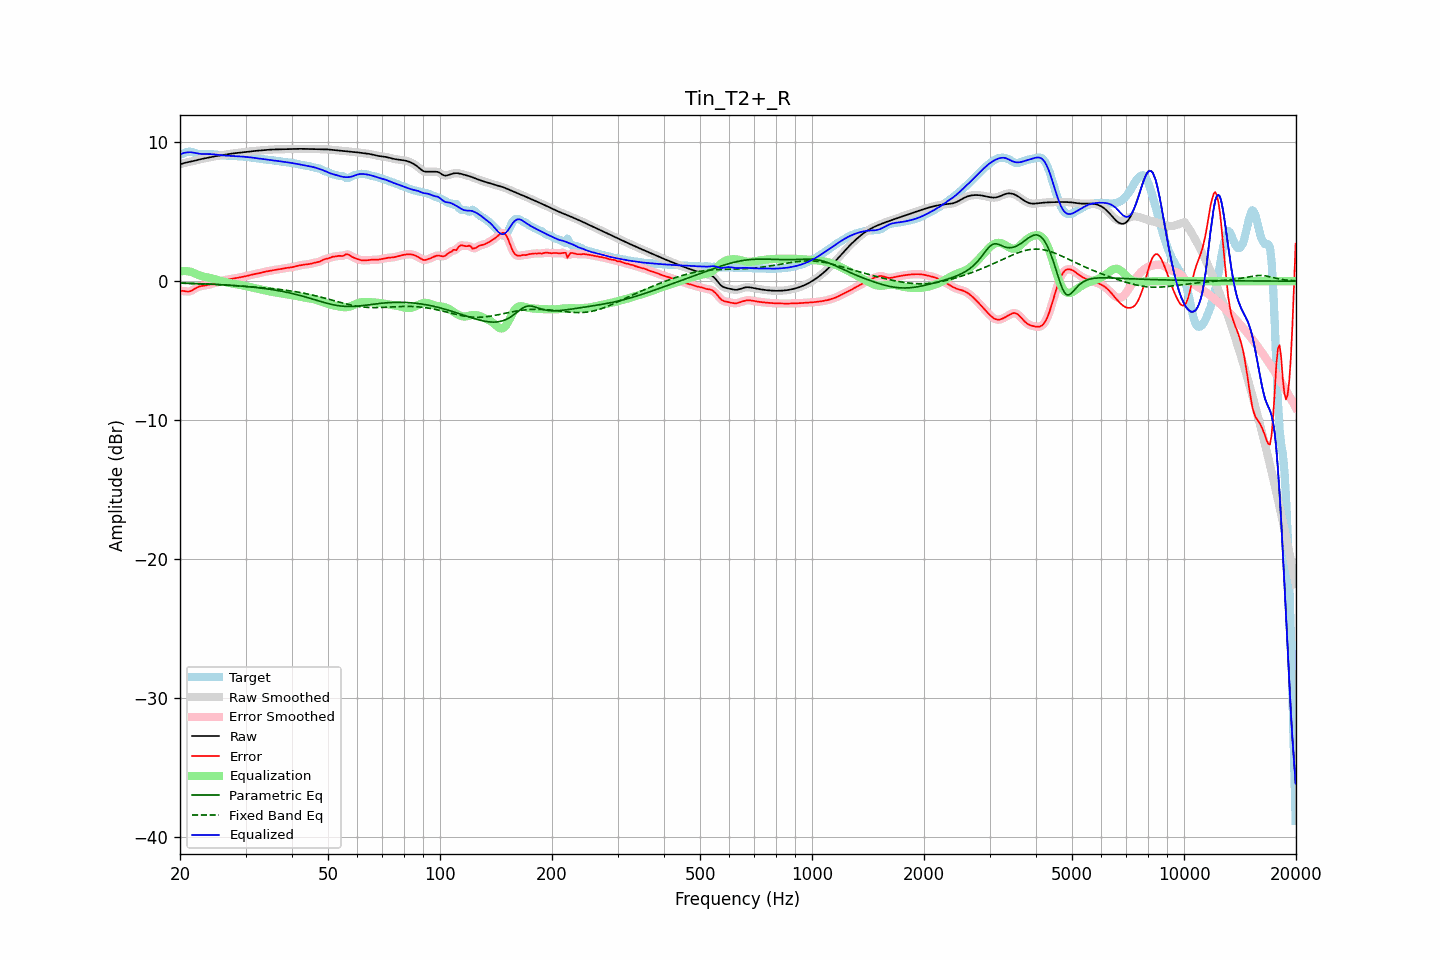 Tin_T2+_R
10
0
−10
−20
−30
−40
Amplitude (dBr)
Target
Raw Smoothed
Error Smoothed
Raw
Error
Equalization
Parametric Eq
Fixed Band Eq
Equalized
20 50 100 200 500 1000 2000 5000 10000 20000
Frequency (Hz)